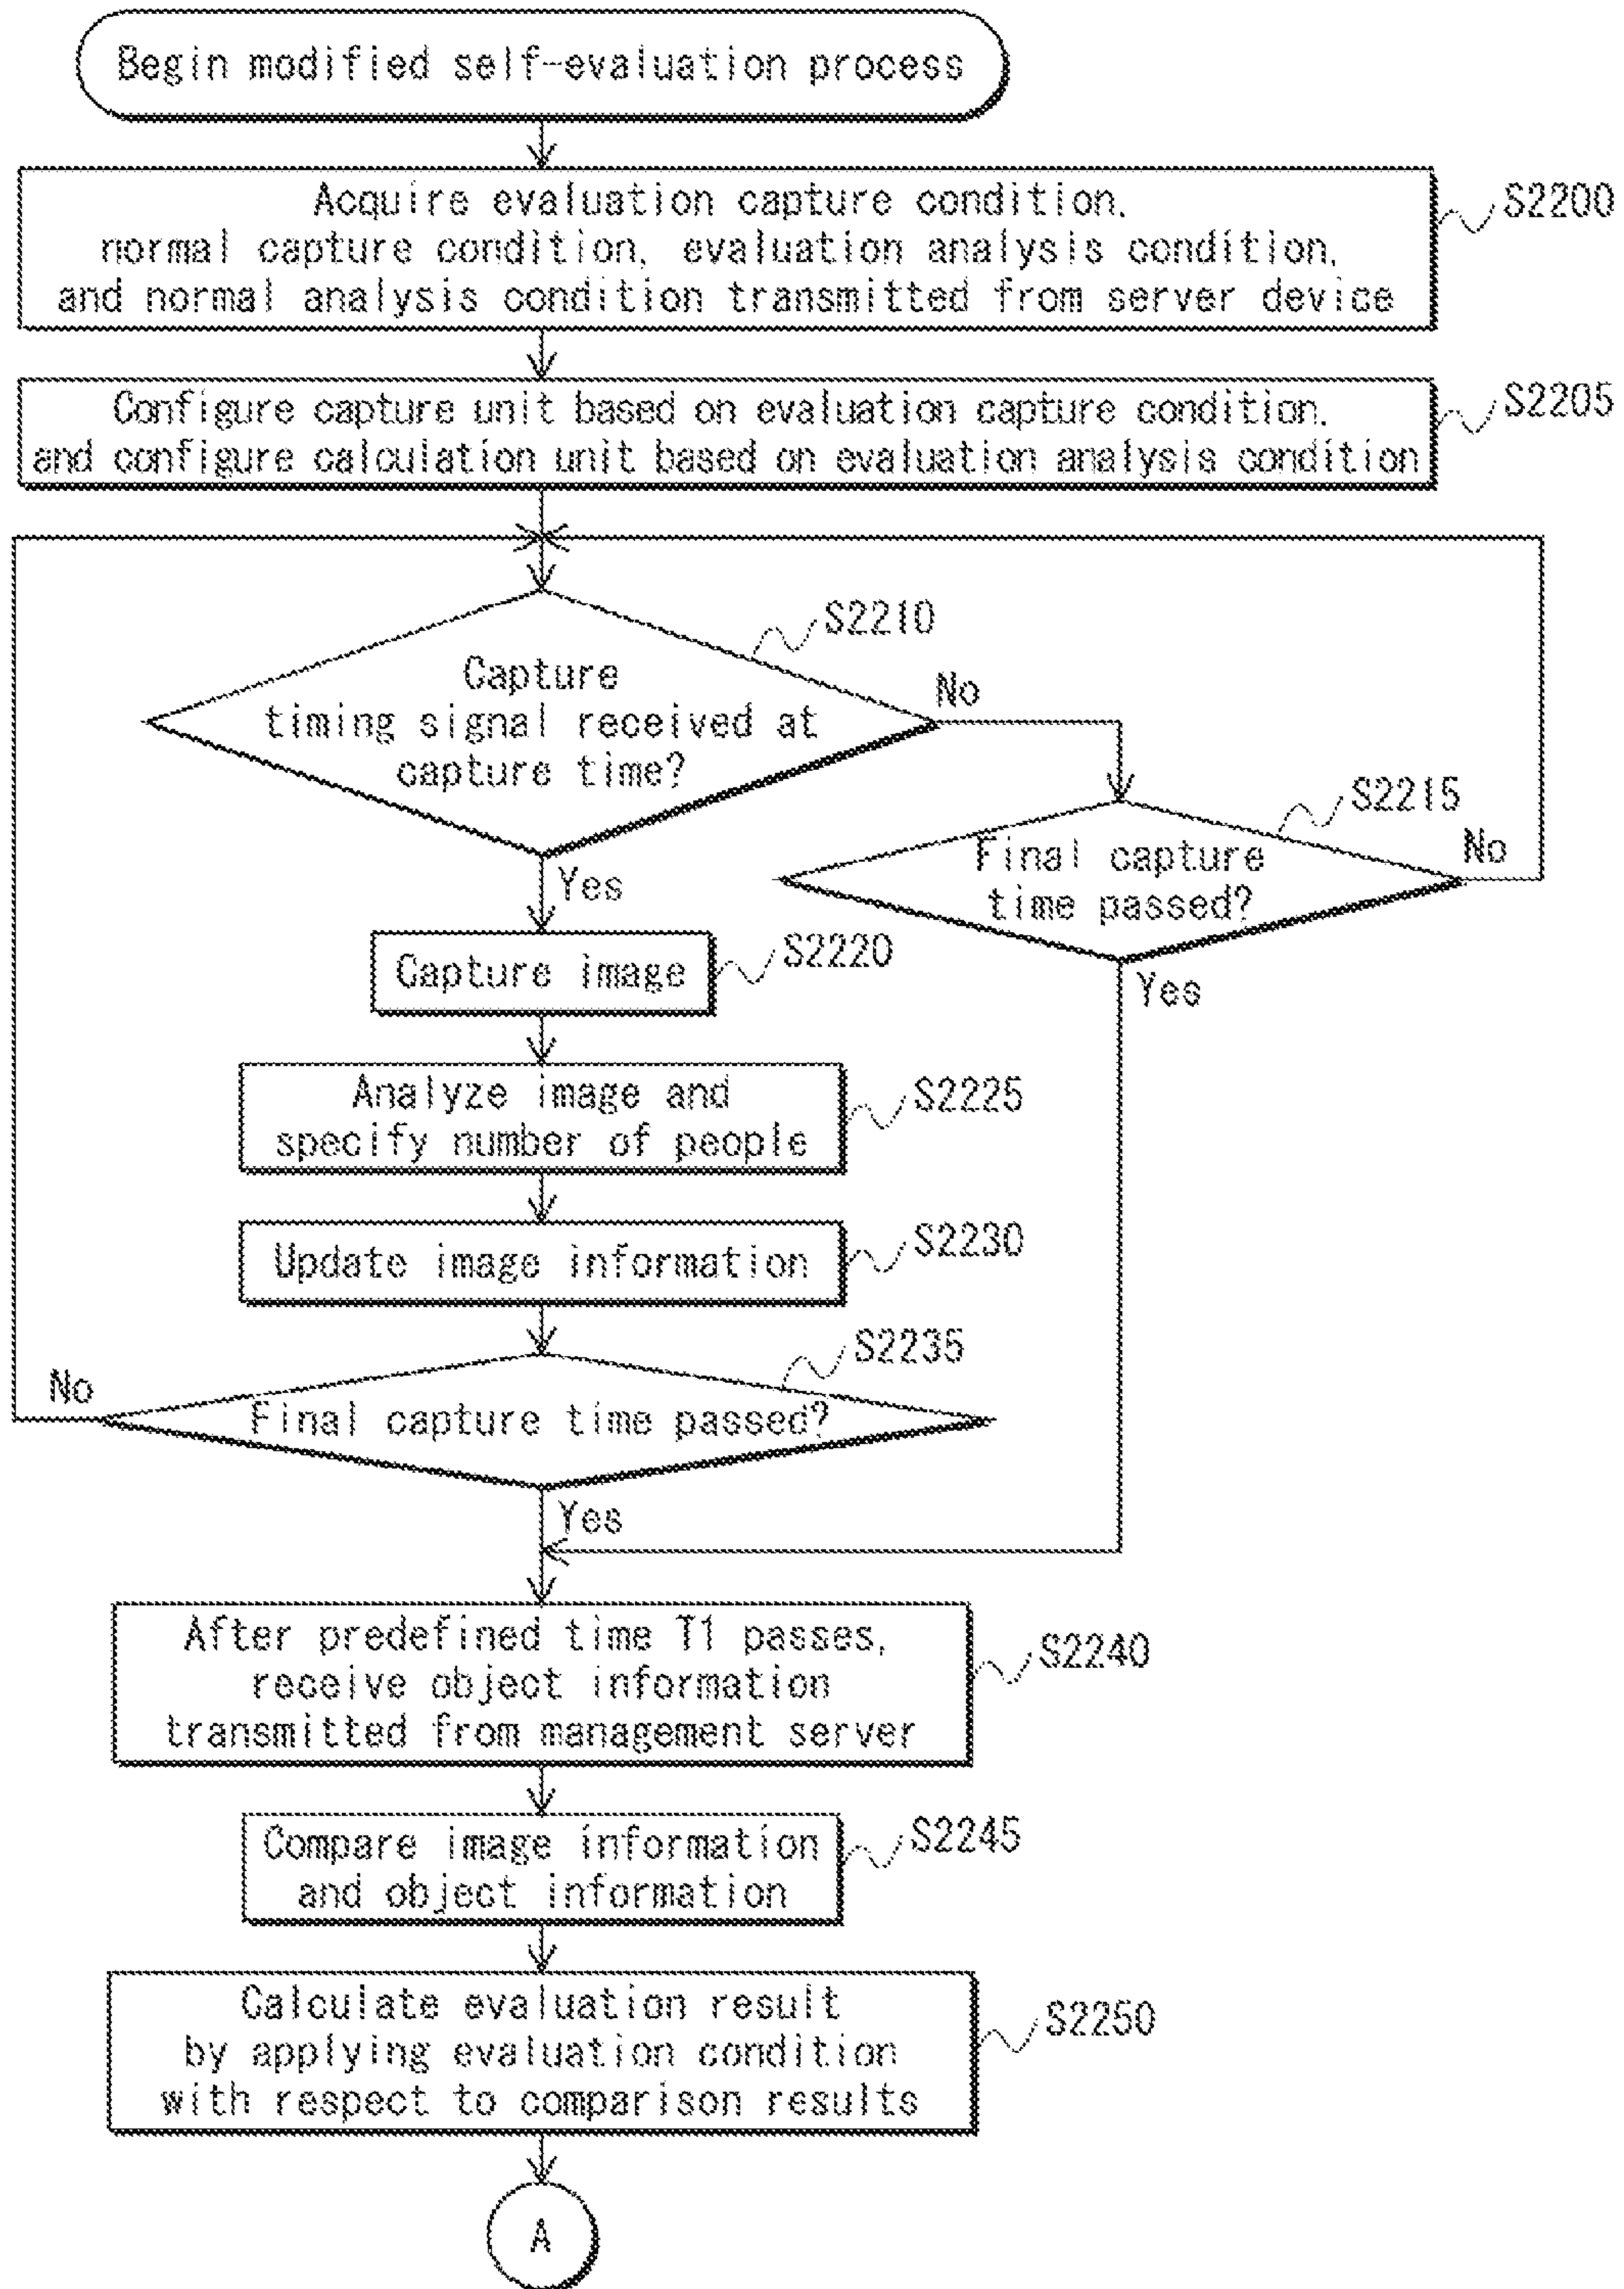 Begin modified self-evaluation process
Acquire evaluation capture condition,
normal capture condition, evaluation analysis condition,
and normal analysis condition transmitted from server device
S2200
Configure capture unit based on evaluation capture condition,
and configure calculation unit based on evaluation analysis condition
S2205
S2210
Capture
timing signal received at
capture time?
No
Yes
S2215
Final capture
time passed?
No
Yes
Capture image
S2220
Analyze image and
specify number of people
S2225
Update image information
S2230
S2235
Final capture time passed?
No
Yes
After predefined time T1 passes,
receive object information
transmitted from management server
S2240
Compare image information
and object information
S2245
Calculate evaluation result
by applying evaluation condition
with respect to comparison results
S2250
A